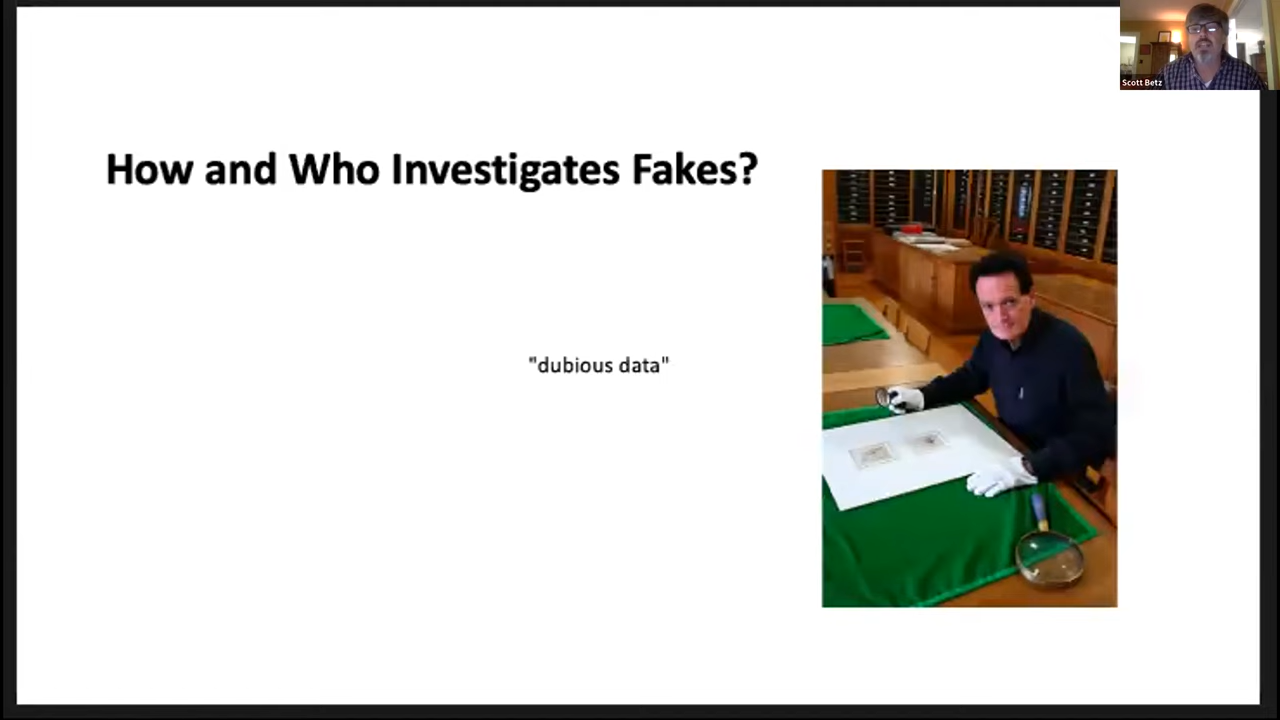 Scott Betz
How and Who Investigates Fakes?
"dubious data"